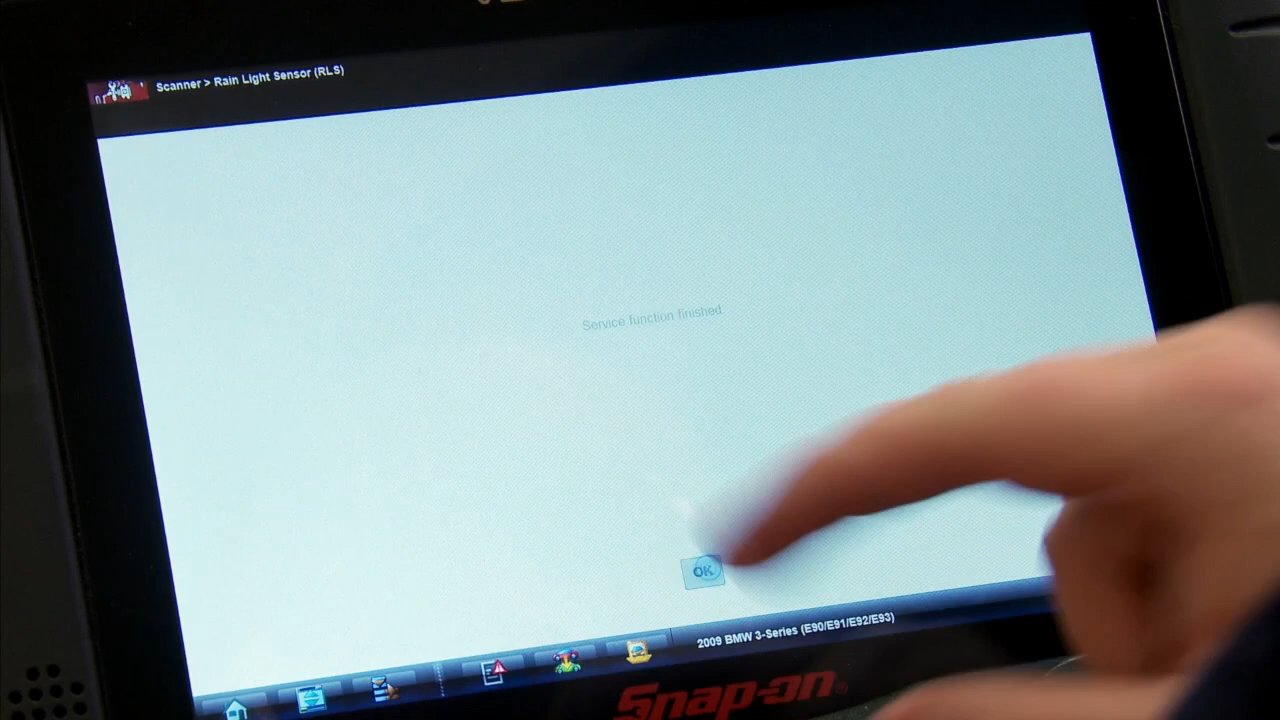 Scanner > Rain Light Sensor (RLS)
Service function finished.
OK
2009 BMW 3-Series (E90/E91/E92/E93)
Snap-on